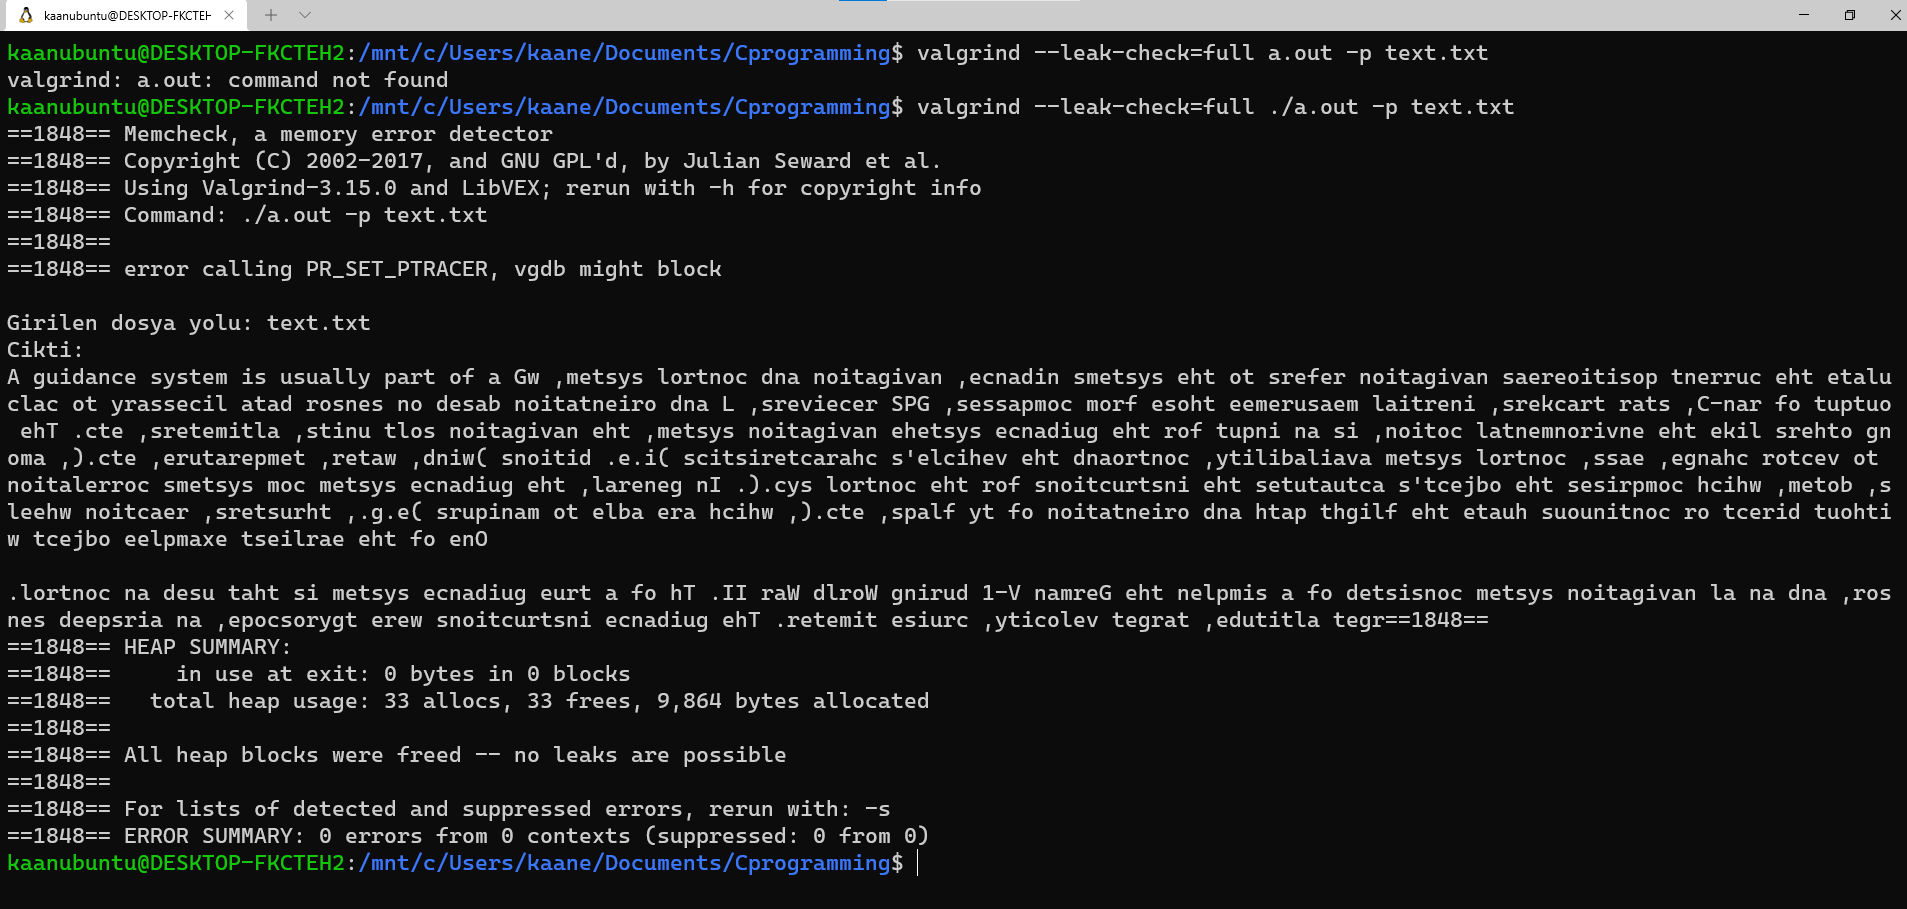 kaanubuntu@DESKTOP-FKCTEH2
kaanubuntu@DESKTOP-FKCTEH2:/mnt/c/Users/kaane/Documents/Cprogramming$ valgrind --leak-check=full a.out -p text.txt
valgrind: a.out: command not found
kaanubuntu@DESKTOP-FKCTEH2:/mnt/c/Users/kaane/Documents/Cprogramming$ valgrind --leak-check=full ./a.out -p text.txt
==1848== Memcheck, a memory error detector
==1848== Copyright (C) 2002-2017, and GNU GPL'd, by Julian Seward et al.
==1848== Using Valgrind-3.15.0 and LibVEX; rerun with -h for copyright info
==1848== Command: ./a.out -p text.txt
==1848==
==1848== error calling PR_SET_PTRACER, vgdb might block
Girilen dosya yolu: text.txt
Cikti:
A guidance system is usually part of a Gw ,metsys lortnoc dna noitagivan ,ecnadin smetsys eht ot srefer noitagivan saereoitisop tnerruc eht etalu
clac ot yrassecil atad rosnes no desab noitatneiro dna L ,sreviecer SPG ,sessapmoc morf esoht eemerusaem laitreni ,srekcart rats ,C-nar fo tuptuo
 ehT .cte ,sretemitla ,stinu tlos noitagivan eht ,metsys noitagivan ehetsys ecnadiug eht rof tupni na si ,noitoc latnemnorivne eht ekil srehto gn
oma ,).cte ,erutarepmet ,retaw ,dniw( snoitid .e.i( scitsiretcarahc s'elcihev eht dnaortnoc ,ytilibaliava metsys lortnoc ,ssae ,egnahc rotcev ot
noitalerroc smetsys moc metsys ecnadiug eht ,lareneg nI .).cys lortnoc eht rof snoitcurtsni eht setutautca s'tcejbo eht sesirpmoc hcihw ,metob ,s
leehw noitcaer ,sretsurht ,.g.e( srupinam ot elba era hcihw ,).cte ,spalf yt fo noitatneiro dna htap thgilf eht etauh suounitnoc ro tcerid tuohti
w tcejbo eelpmaxe tseilrae eht fo enO
.lortnoc na desu taht si metsys ecnadiug eurt a fo hT .II raW dlroW gnirud 1-V namreG eht nelpmis a fo detsisnoc metsys noitagivan la na dna ,ros
nes deepsria na ,epocsorygt erew snoitcurtsni ecnadiug ehT .retemit esiurc ,yticolev tegrat ,edutitla tegr==1848==
==1848== HEAP SUMMARY:
==1848==     in use at exit: 0 bytes in 0 blocks
==1848==   total heap usage: 33 allocs, 33 frees, 9,864 bytes allocated
==1848==
==1848== All heap blocks were freed -- no leaks are possible
==1848==
==1848== For lists of detected and suppressed errors, rerun with: -s
==1848== ERROR SUMMARY: 0 errors from 0 contexts (suppressed: 0 from 0)
kaanubuntu@DESKTOP-FKCTEH2:/mnt/c/Users/kaane/Documents/Cprogramming$